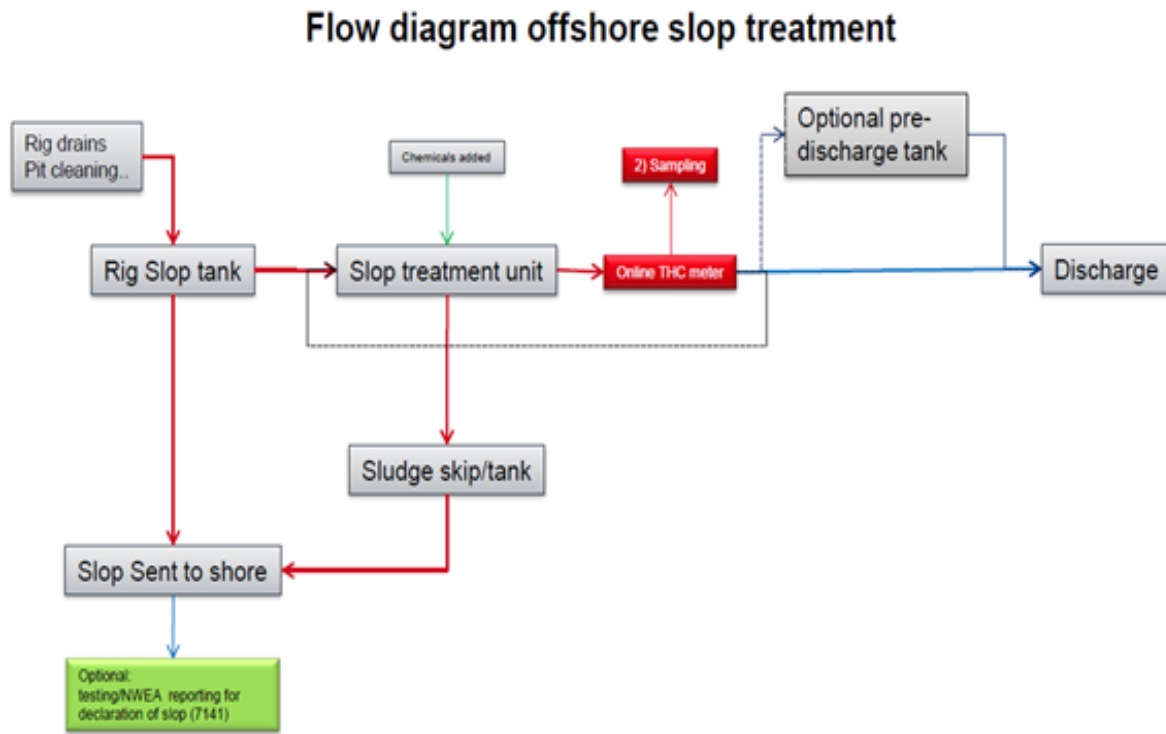 Flow diagram offshore slop treatment
Rig drains
Pit cleaning..
Chemicals added
2) Sampling
Optional pre-
discharge tank
Rig Slop tank
Slop treatment unit
Online THC meter
Discharge
Sludge skip/tank
Slop Sent to shore
Optional:
testing/NWEA reporting for
declaration of slop (7141)